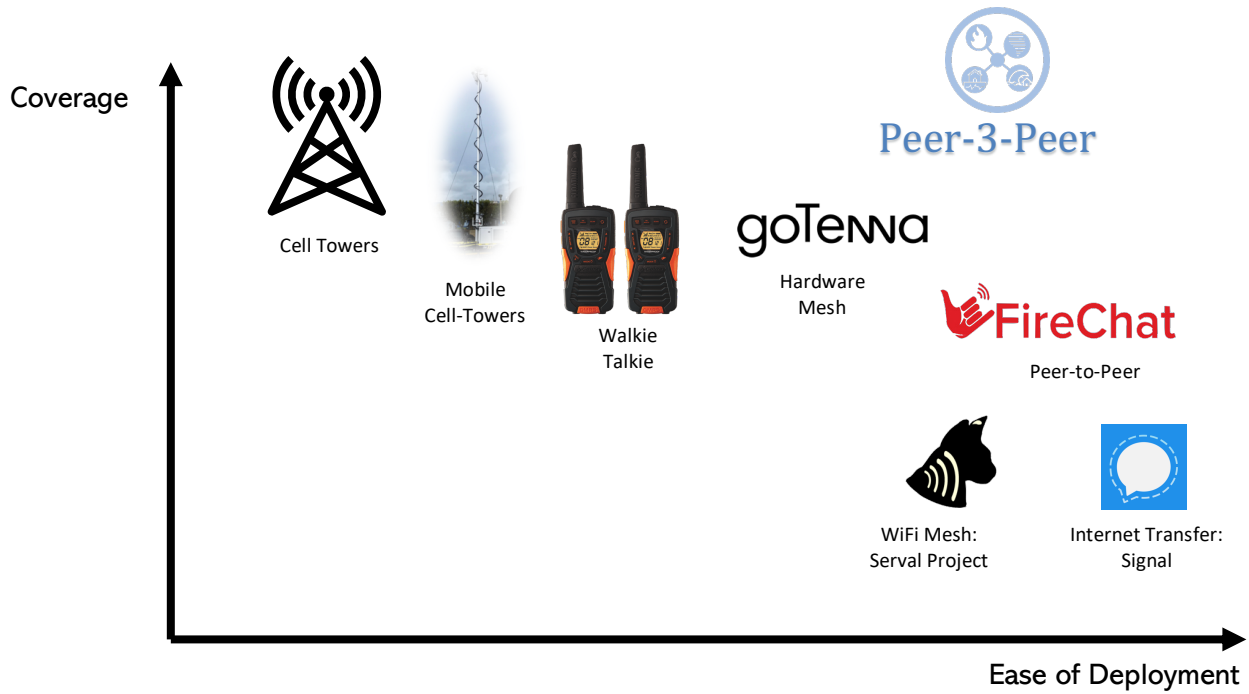 Coverage
Peer-3-Peer
Cell Towers
goTenna
Mobile
Cell-Towers
Hardware
Mesh
FireChat
Walkie
Talkie
Peer-to-Peer
WiFi Mesh:
Serval Project
Internet Transfer:
Signal
Ease of Deployment